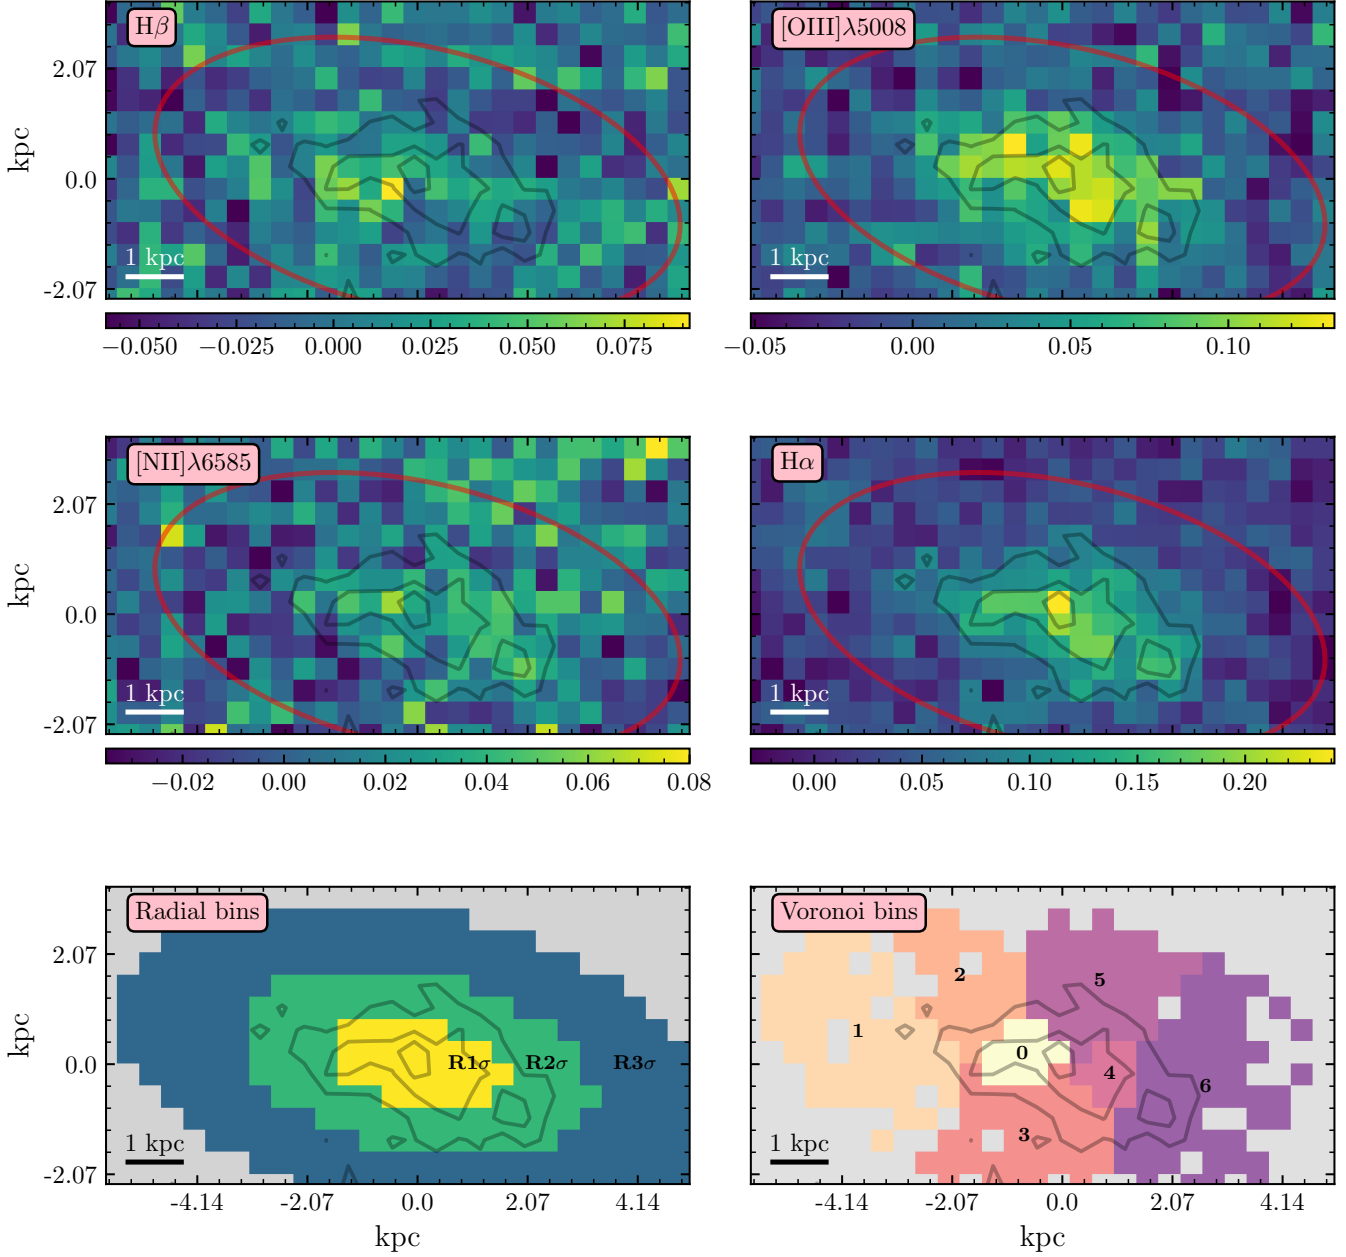 Hβ
[OIII]λ5008
kpc
2.07
0.0
-2.07
1 kpc
1 kpc
−0.050 −0.025 0.000 0.025 0.050 0.075
−0.05 0.00 0.05 0.10
[NII]λ6585
Hα
kpc
2.07
0.0
-2.07
1 kpc
1 kpc
−0.02 0.00 0.02 0.04 0.06 0.08
0.00 0.05 0.10 0.15 0.20
Radial bins
Voronoi bins
kpc
2.07
0.0
-2.07
R1σ R2σ R3σ
1 kpc
2
5
1
0
4
6
3
1 kpc
-4.14 -2.07 0.0 2.07 4.14
-4.14 -2.07 0.0 2.07 4.14
kpc
kpc